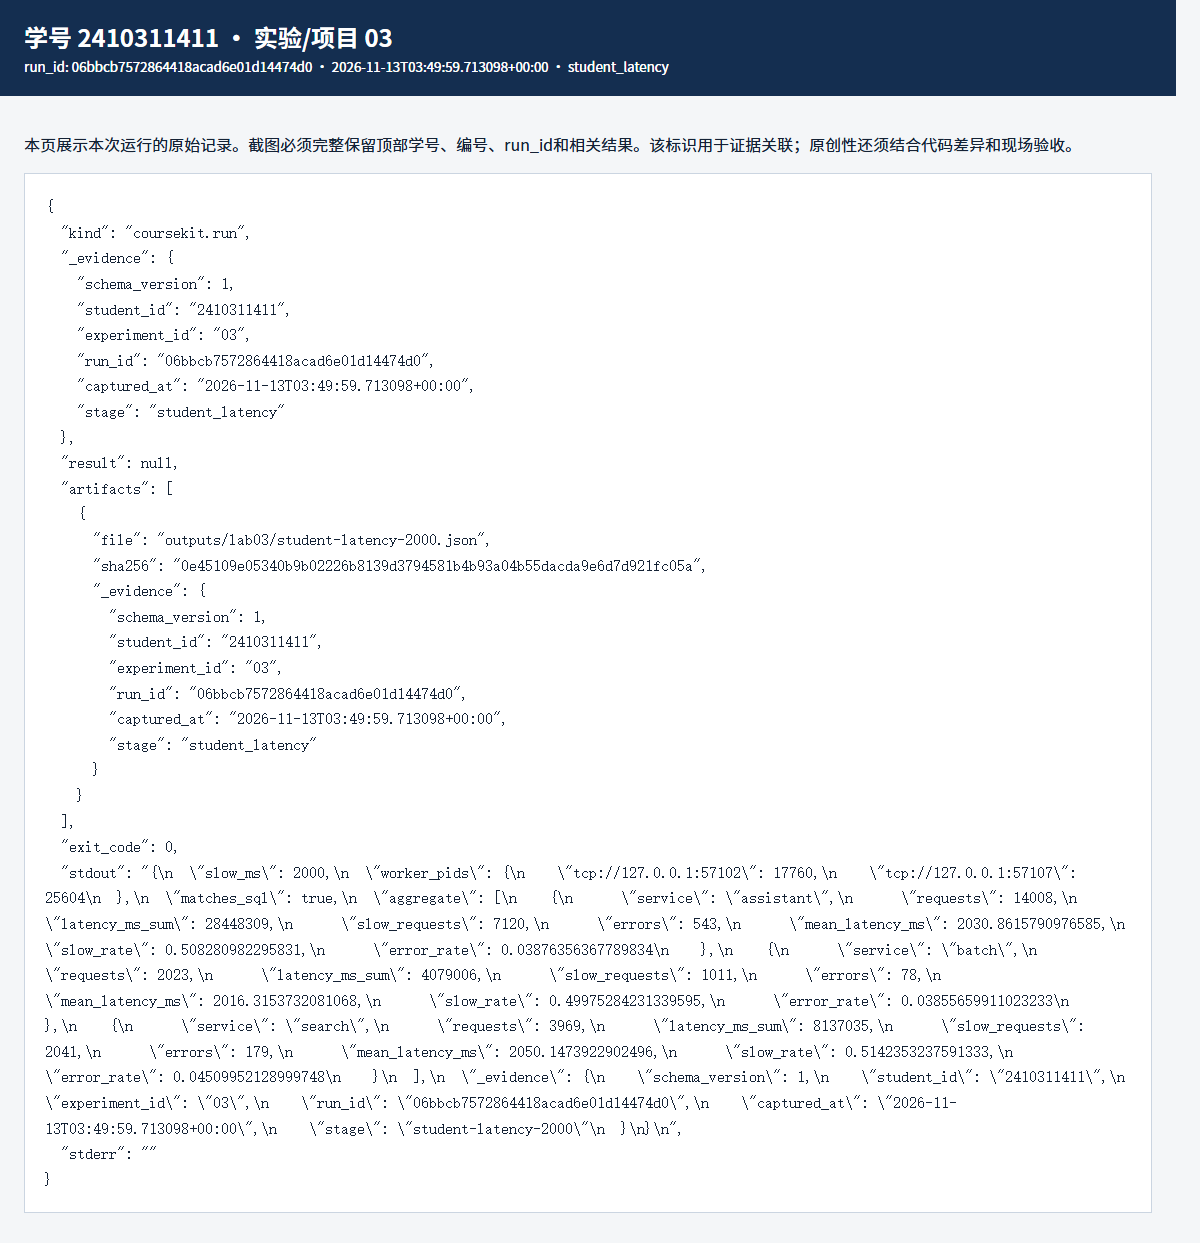 学号 2410311411 · 实验/项目 03
run_id: 06bbcb7572864418acad6e01d14474d0 · 2026-11-13T03:49:59.713098+00:00 · student_latency
本页展示本次运行的原始记录。截图必须完整保留顶部学号、编号、run_id和相关结果。该标识用于证据关联；原创性还须结合代码差异和现场验收。
{
  "kind": "coursekit.run",
  "_evidence": {
    "schema_version": 1,
    "student_id": "2410311411",
    "experiment_id": "03",
    "run_id": "06bbcb7572864418acad6e01d14474d0",
    "captured_at": "2026-11-13T03:49:59.713098+00:00",
    "stage": "student_latency"
  },
  "result": null,
  "artifacts": [
    {
      "file": "outputs/lab03/student-latency-2000.json",
      "sha256": "0e45109e05340b9b02226b8139d3794581b4b93a04b55dacda9e6d7d921fc05a",
      "_evidence": {
        "schema_version": 1,
        "student_id": "2410311411",
        "experiment_id": "03",
        "run_id": "06bbcb7572864418acad6e01d14474d0",
        "captured_at": "2026-11-13T03:49:59.713098+00:00",
        "stage": "student_latency"
      }
    }
  ],
  "exit_code": 0,
  "stdout": "{\n  \"slow_ms\": 2000,\n  \"worker_pids\": {\n    \"tcp://127.0.0.1:57102\": 17760,\n    \"tcp://127.0.0.1:57107\":
25604\n  },\n  \"matches_sql\": true,\n  \"aggregate\": [\n    {\n      \"service\": \"assistant\",\n      \"requests\": 14008,\n
\"latency_ms_sum\": 28448309,\n      \"slow_requests\": 7120,\n      \"errors\": 543,\n      \"mean_latency_ms\": 2030.8615790976585,\n
\"slow_rate\": 0.508280982295831,\n      \"error_rate\": 0.03876356367789834\n    },\n    {\n      \"service\": \"batch\",\n
\"requests\": 2023,\n      \"latency_ms_sum\": 4079006,\n      \"slow_requests\": 1011,\n      \"errors\": 78,\n
\"mean_latency_ms\": 2016.3153732081068,\n      \"slow_rate\": 0.49975284231339595,\n      \"error_rate\": 0.03855659911023233\n
},\n    {\n      \"service\": \"search\",\n      \"requests\": 3969,\n      \"latency_ms_sum\": 8137035,\n      \"slow_requests\":
2041,\n      \"errors\": 179,\n      \"mean_latency_ms\": 2050.1473922902496,\n      \"slow_rate\": 0.5142353237591333,\n
\"error_rate\": 0.04509952128999748\n    }\n  ],\n  \"_evidence\": {\n    \"schema_version\": 1,\n    \"student_id\": \"2410311411\",\n
\"experiment_id\": \"03\",\n    \"run_id\": \"06bbcb7572864418acad6e01d14474d0\",\n    \"captured_at\": \"2026-11-
13T03:49:59.713098+00:00\",\n    \"stage\": \"student-latency-2000\"\n  }\n}\n",
  "stderr": ""
}